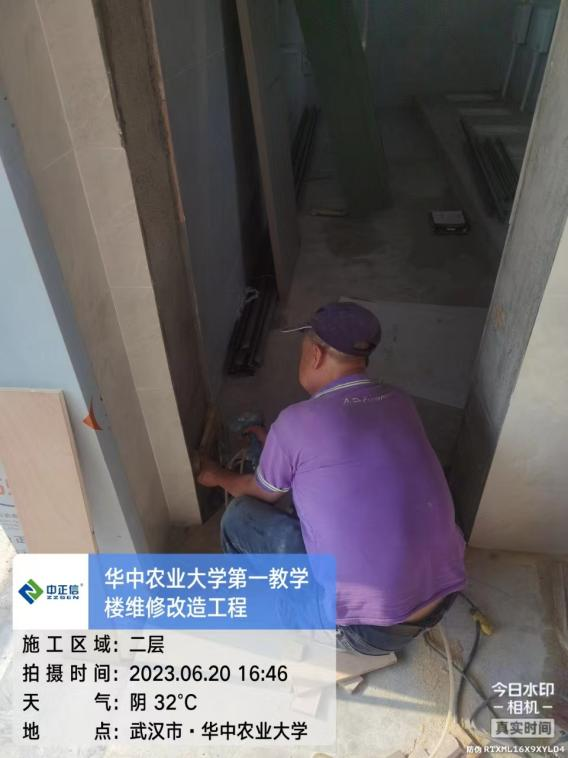 中正信
ZZGEN
华中农业大学第一教学
楼维修改造工程
施工区域：二层
拍摄时间：2023.06.20 16:46
天气：阴 32℃
地点：武汉市·华中农业大学
今日水印
相机
真实时间
防伪 RTXML16X9XYLD4